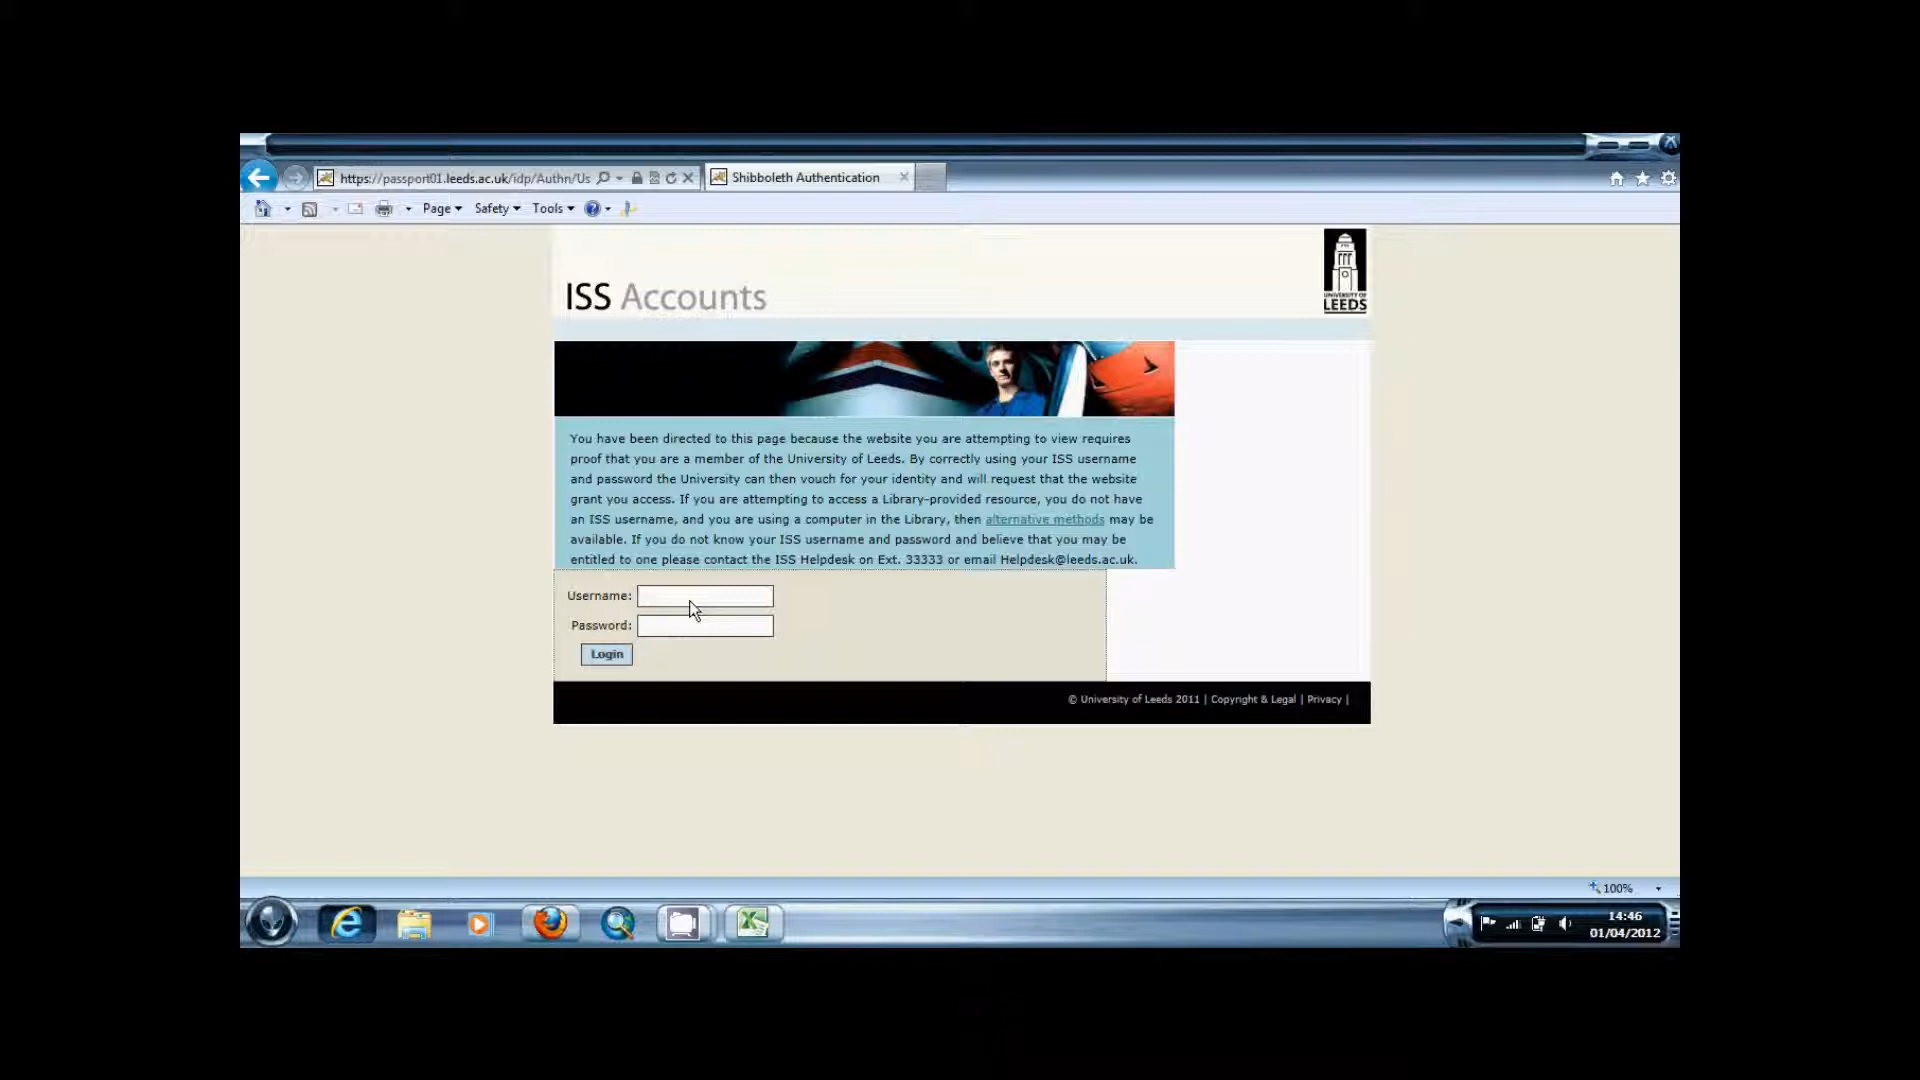 https://passport01.leeds.ac.uk/idp/Authn/Us
Shibboleth Authentication
Page
Safety
Tools
ISS Accounts
UNIVERSITY OF
LEEDS
You have been directed to this page because the website you are attempting to view requires
proof that you are a member of the University of Leeds. By correctly using your ISS username
and password the University can then vouch for your identity and will request that the website
grant you access. If you are attempting to access a Library-provided resource, you do not have
an ISS username, and you are using a computer in the Library, then alternative methods may be
available. If you do not know your ISS username and password and believe that you may be
entitled to one please contact the ISS Helpdesk on Ext. 33333 or email Helpdesk@leeds.ac.uk.
Username:
Password:
Login
© University of Leeds 2011 | Copyright & Legal | Privacy |
100%
14:46
01/04/2012